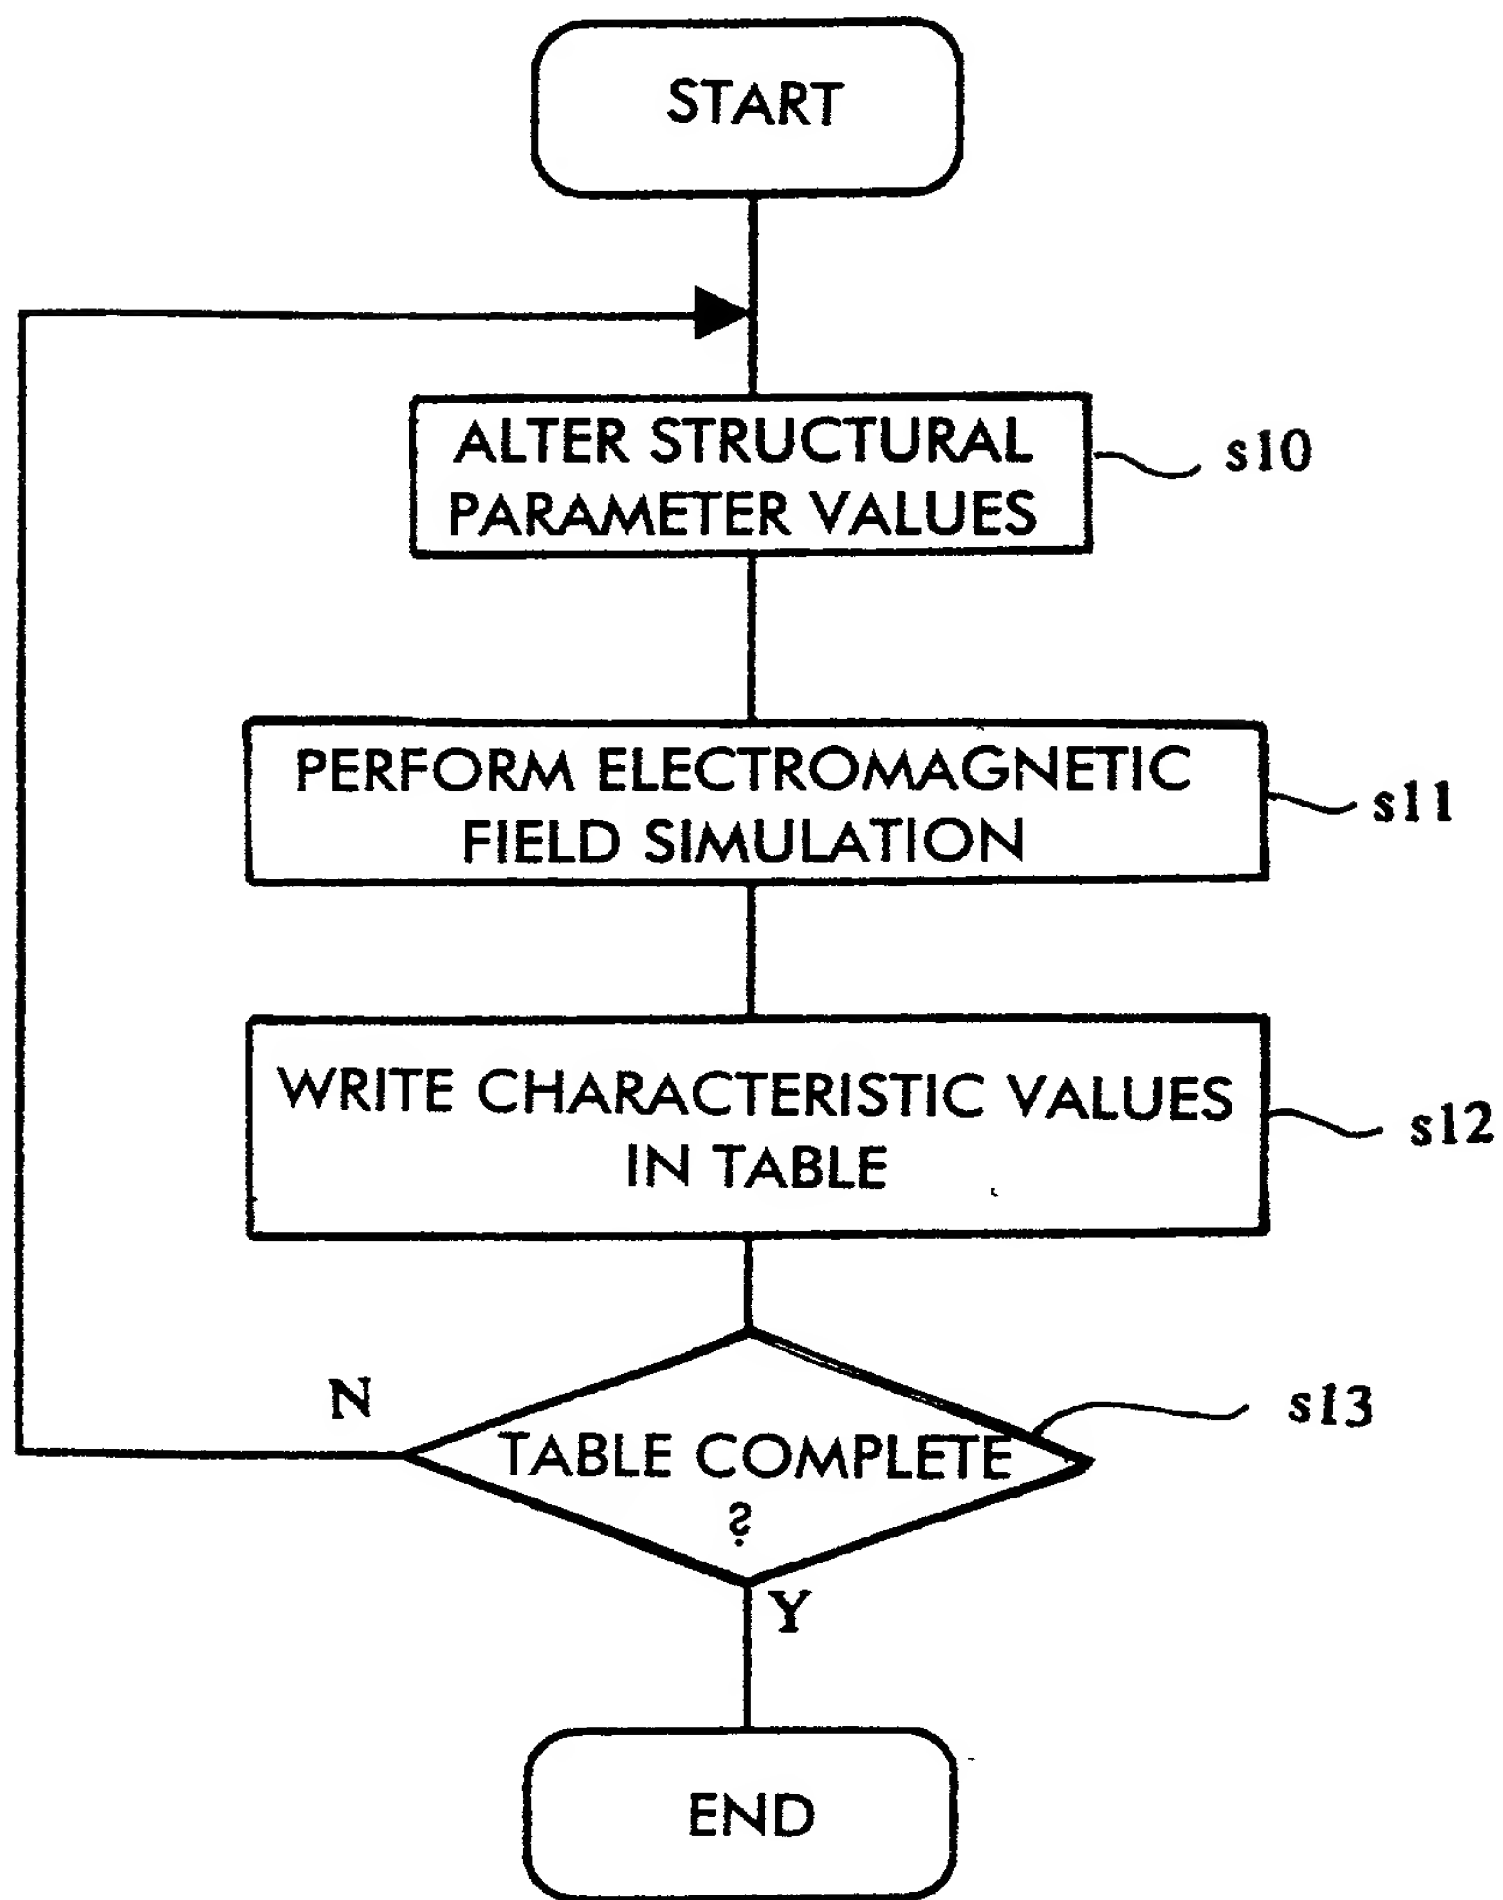 START
ALTER STRUCTURAL
PARAMETER VALUES
s10
PERFORM ELECTROMAGNETIC
FIELD SIMULATION
s11
WRITE CHARACTERISTIC VALUES
IN TABLE
s12
N
s13
TABLE COMPLETE
?
Y
END